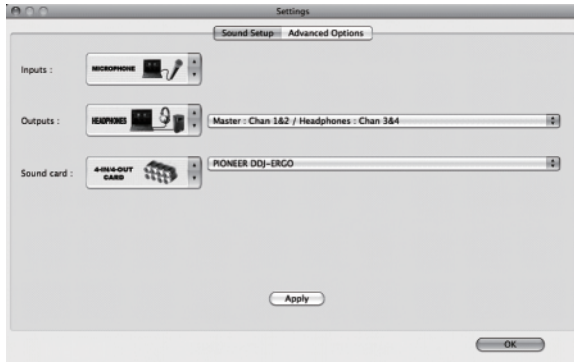 Settings
Sound Setup Advanced Options
Inputs : MICROPHONE
Outputs : HEADPHONES Master : Chan 1&2 / Headphones : Chan 3&4
Sound card : 4-IN/4-OUT CARD PIONEER DDJ-ERGO
Apply
OK